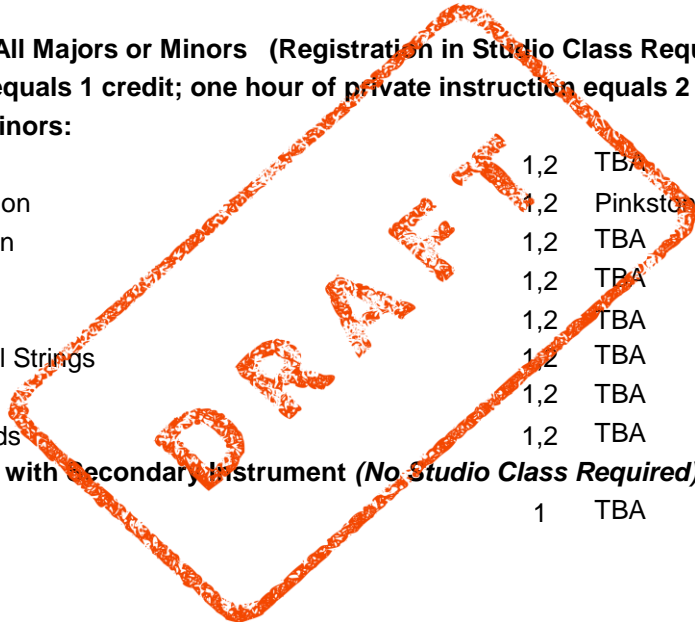 All Majors or Minors (Registration in Studio Class Requ
equals 1 credit; one hour of private instruction equals 2
inors:
1,2 TBA
on 1,2 Pinkston
n 1,2 TBA
1,2 TBA
1,2 TBA
l Strings 1,2 TBA
1,2 TBA
ds 1,2 TBA
with Secondary Instrument (No Studio Class Required)
1 TBA
DRAFT